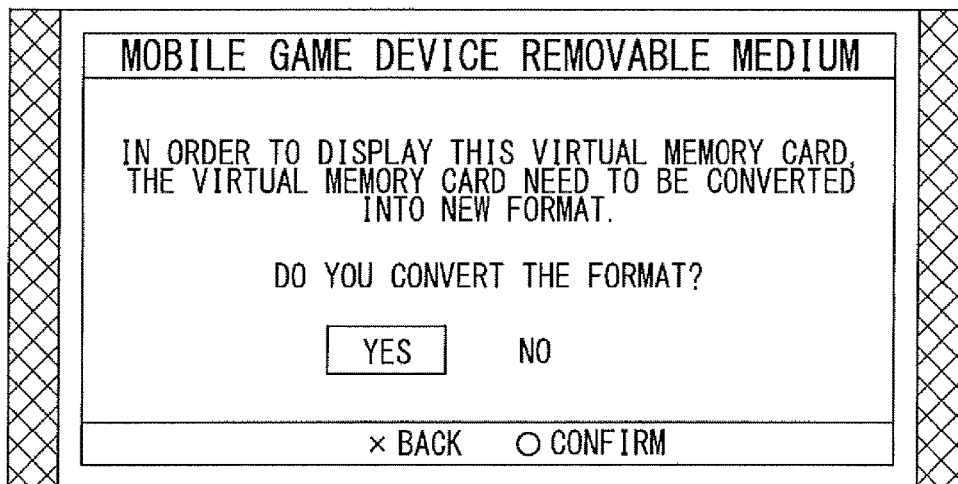 MOBILE GAME DEVICE REMOVABLE MEDIUM
IN ORDER TO DISPLAY THIS VIRTUAL MEMORY CARD,
THE VIRTUAL MEMORY CARD NEED TO BE CONVERTED
INTO NEW FORMAT.
DO YOU CONVERT THE FORMAT?
YES NO
× BACK ○ CONFIRM